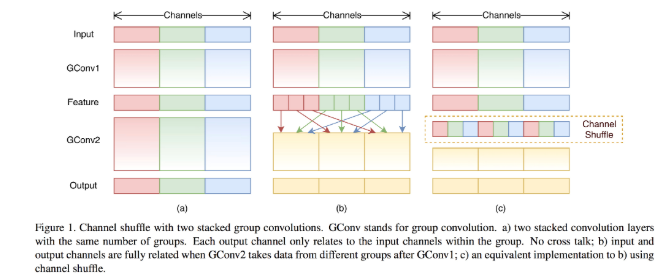 Channels Channels Channels
Input
GConv1
Feature
Channel
Shuffle
GConv2
Output
(a) (b) (c)
Figure 1. Channel shuffle with two stacked group convolutions. GConv stands for group convolution. a) two stacked convolution layers
with the same number of groups. Each output channel only relates to the input channels within the group. No cross talk; b) input and
output channels are fully related when GConv2 takes data from different groups after GConv1; c) an equivalent implementation to b) using
channel shuffle.